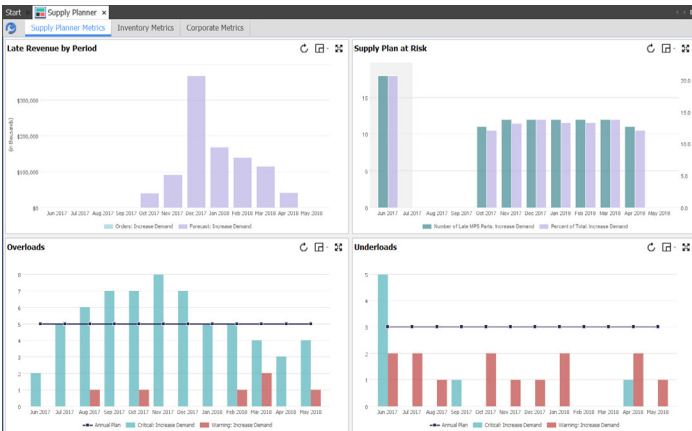 Start
Supply Planner ×
Supply Planner Metrics Inventory Metrics Corporate Metrics
Late Revenue by Period
$300,000
$200,000
$100,000
$0
(in thousands)
Jun 2017 Jul 2017 Aug 2017 Sep 2017 Oct 2017 Nov 2017 Dec 2017 Jan 2018 Feb 2018 Mar 2018 Apr 2018 May 2018
Orders: Increase Demand Forecast: Increase Demand
Supply Plan at Risk
15
10
5
0
20.0
15.0
10.0
5.0
0.0
Jun 2017 Jul 2017 Aug 2017 Sep 2017 Oct 2017 Nov 2017 Dec 2017 Jan 2018 Feb 2018 Mar 2018 Apr 2018 May 2018
Number of Late MPS Parts: Increase Demand Percent of Total: Increase Demand
Overloads
8
7
6
5
4
3
2
1
0
Jun 2017 Jul 2017 Aug 2017 Sep 2017 Oct 2017 Nov 2017 Dec 2017 Jan 2018 Feb 2018 Mar 2018 Apr 2018 May 2018
Annual Plan Critical: Increase Demand Warning: Increase Demand
Underloads
5
4
3
2
1
0
Jun 2017 Jul 2017 Aug 2017 Sep 2017 Oct 2017 Nov 2017 Dec 2017 Jan 2018 Feb 2018 Mar 2018 Apr 2018 May 2018
Annual Plan Critical: Increase Demand Warning: Increase Demand